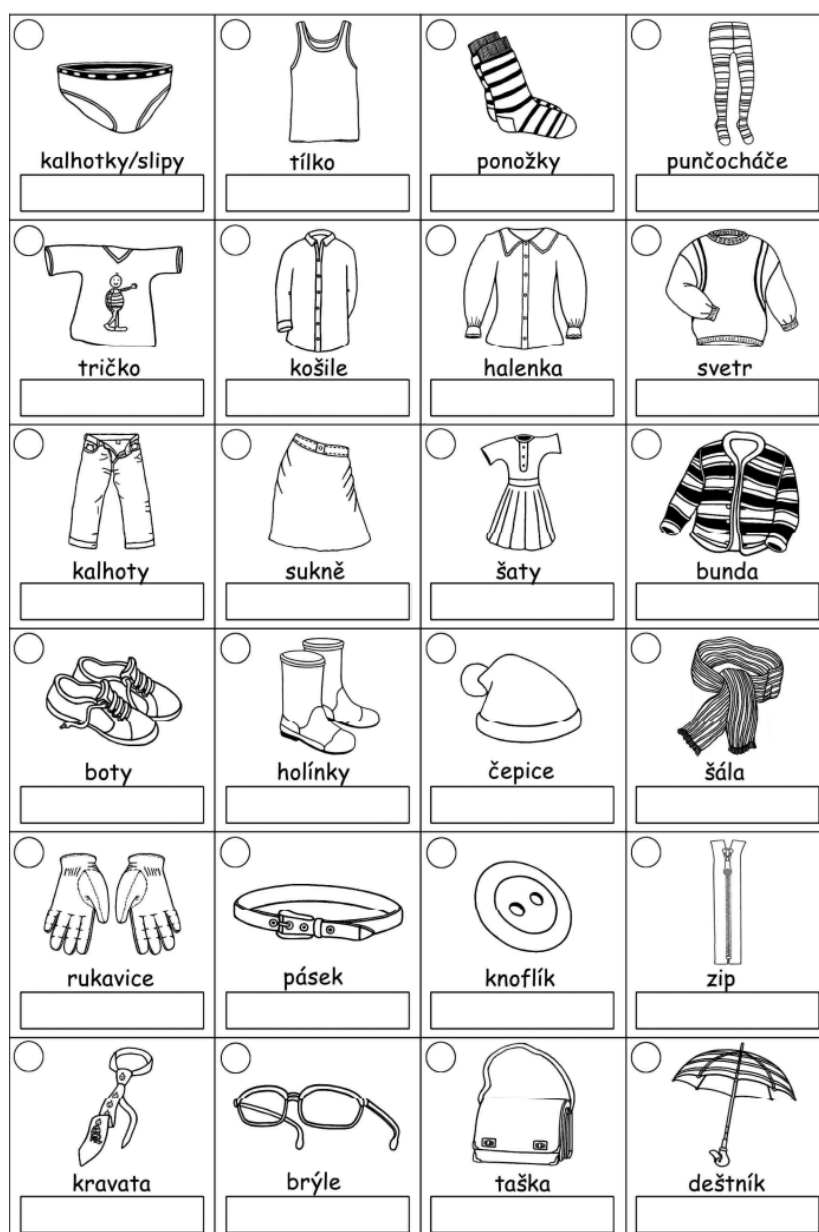 kalhotky/slipy
tílko
ponožky
punčocháče
tričko
košile
halenka
svetr
kalhoty
sukně
šaty
bunda
boty
holínky
čepice
šála
rukavice
pásek
knoflík
zip
kravata
brýle
taška
deštník